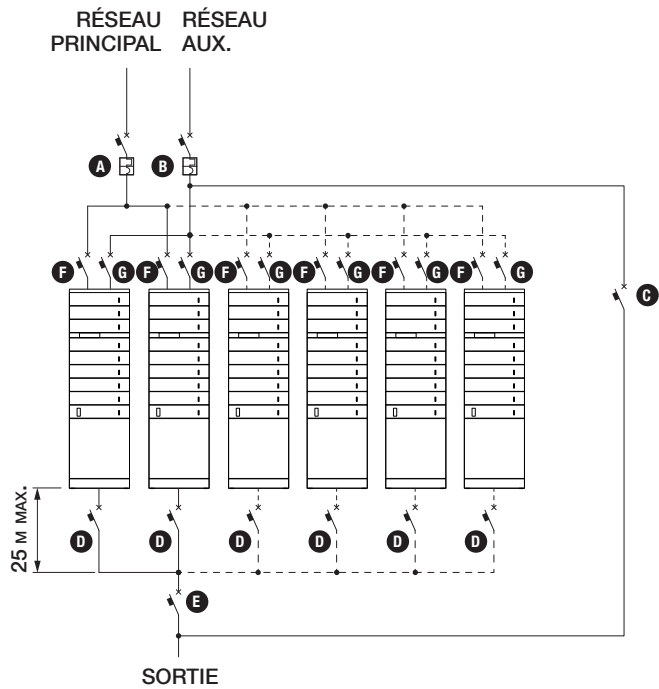 RÉSEAU PRINCIPAL
RÉSEAU AUX.
A
B
F G F G F G F G F G F G
C
25 M MAX.
D D D D D D
E
SORTIE